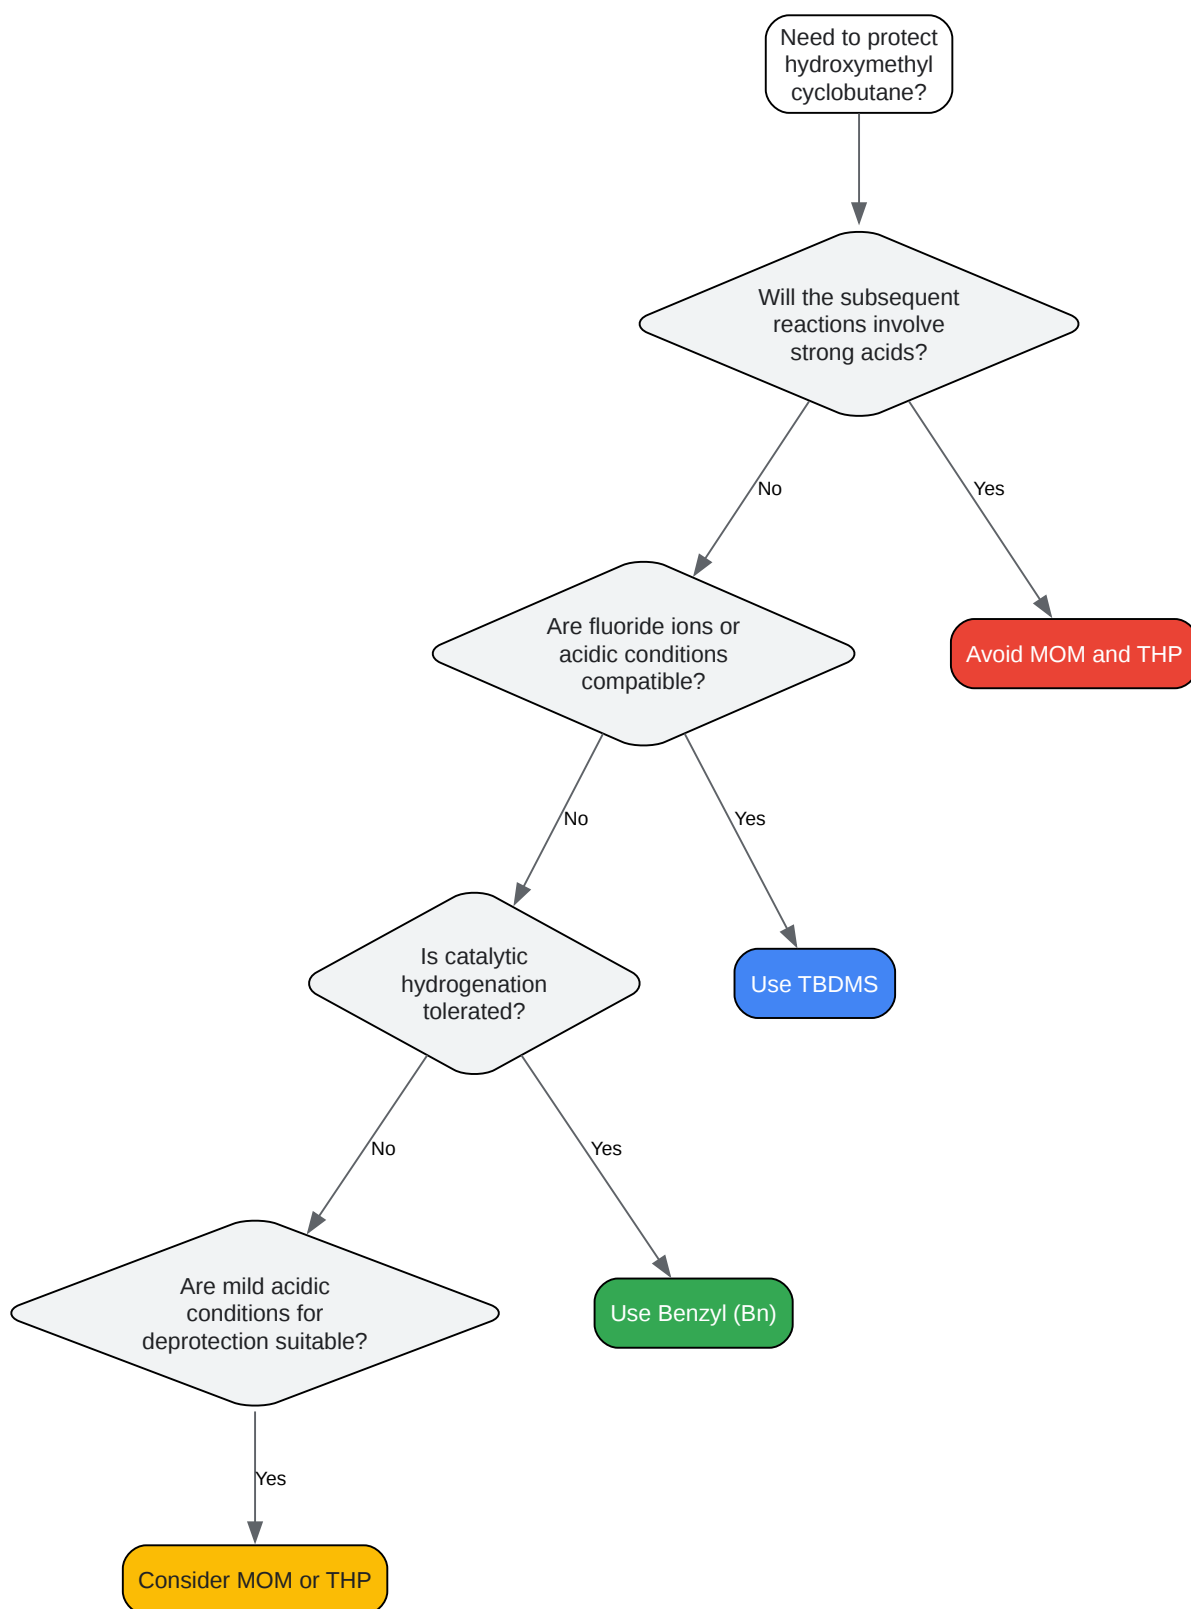 Need to protect
hydroxymethyl
cyclobutane?
Will the subsequent
reactions involve
strong acids?
No
Yes
Are fluoride ions or
acidic conditions
compatible?
Avoid MOM and THP
No
Yes
Is catalytic
hydrogenation
tolerated?
Use TBDMS
No
Yes
Are mild acidic
conditions for
deprotection suitable?
Use Benzyl (Bn)
Yes
Consider MOM or THP